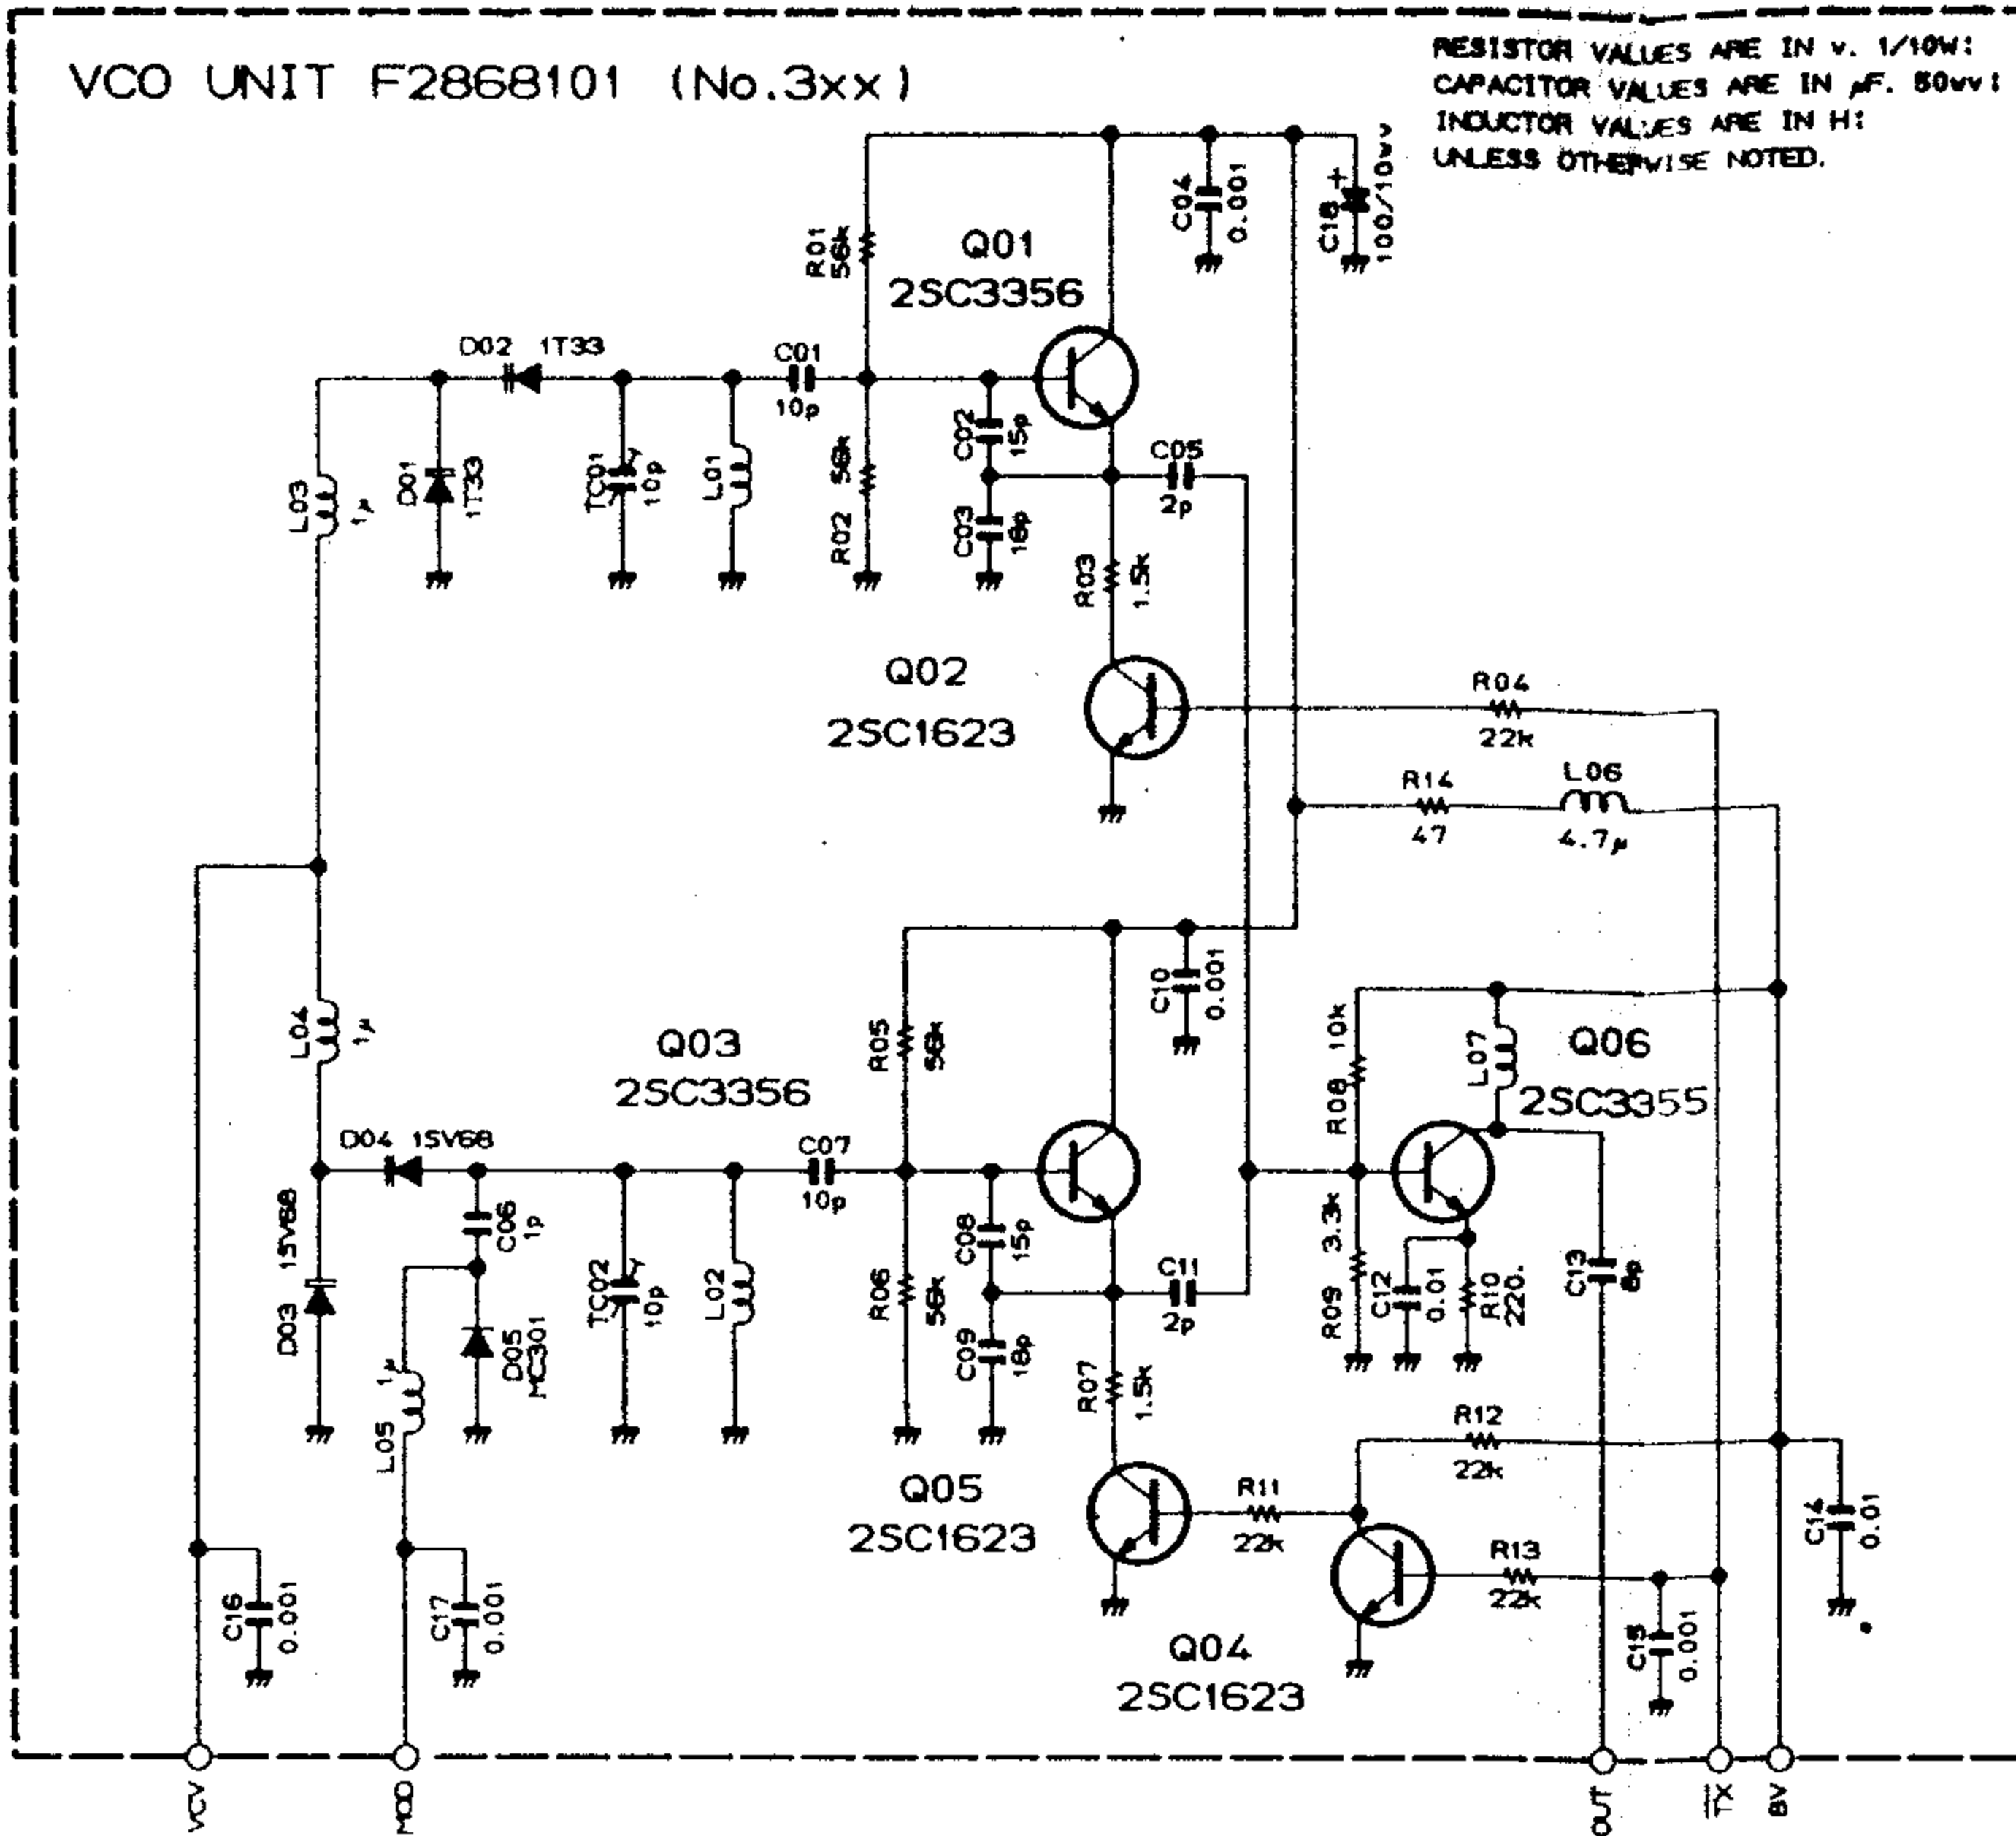 VCO UNIT F2868101 (No.3xx)
RESISTOR VALUES ARE IN v. 1/10W:
CAPACITOR VALUES ARE IN μF. 50wv:
INDUCTOR VALUES ARE IN H:
UNLESS OTHERWISE NOTED.
R01
56k
Q01
2SC3356
C04
0.001
C18
+
100/10wv
D02 1T33
C01
10p
L03
1μ
D01
1T33
TC01
10p
L01
R02 56k
C02
15p
C03
18p
C05
2p
R03
1.5k
Q02
2SC1623
R04
22k
R14
47
L06
4.7μ
L04
1μ
Q03
2SC3356
R05
56k
C10
0.001
R08 10k
L07
Q06
2SC3355
D04 1SV68
C07
10p
D03 1SV68
C06
1p
D05
MC301
L05 1μ
TC02
10p
L02
R06
56k
C08
15p
C09
18p
C11
2p
R07
1.5k
R09 3.3k
C12
0.01
R10
220.
C13
R12
22k
Q05
2SC1623
R11
22k
R13
22k
C14
0.01
C16
0.001
C17
0.001
Q04
2SC1623
C15
0.001
VCV
MOD
OUT
TX
8V